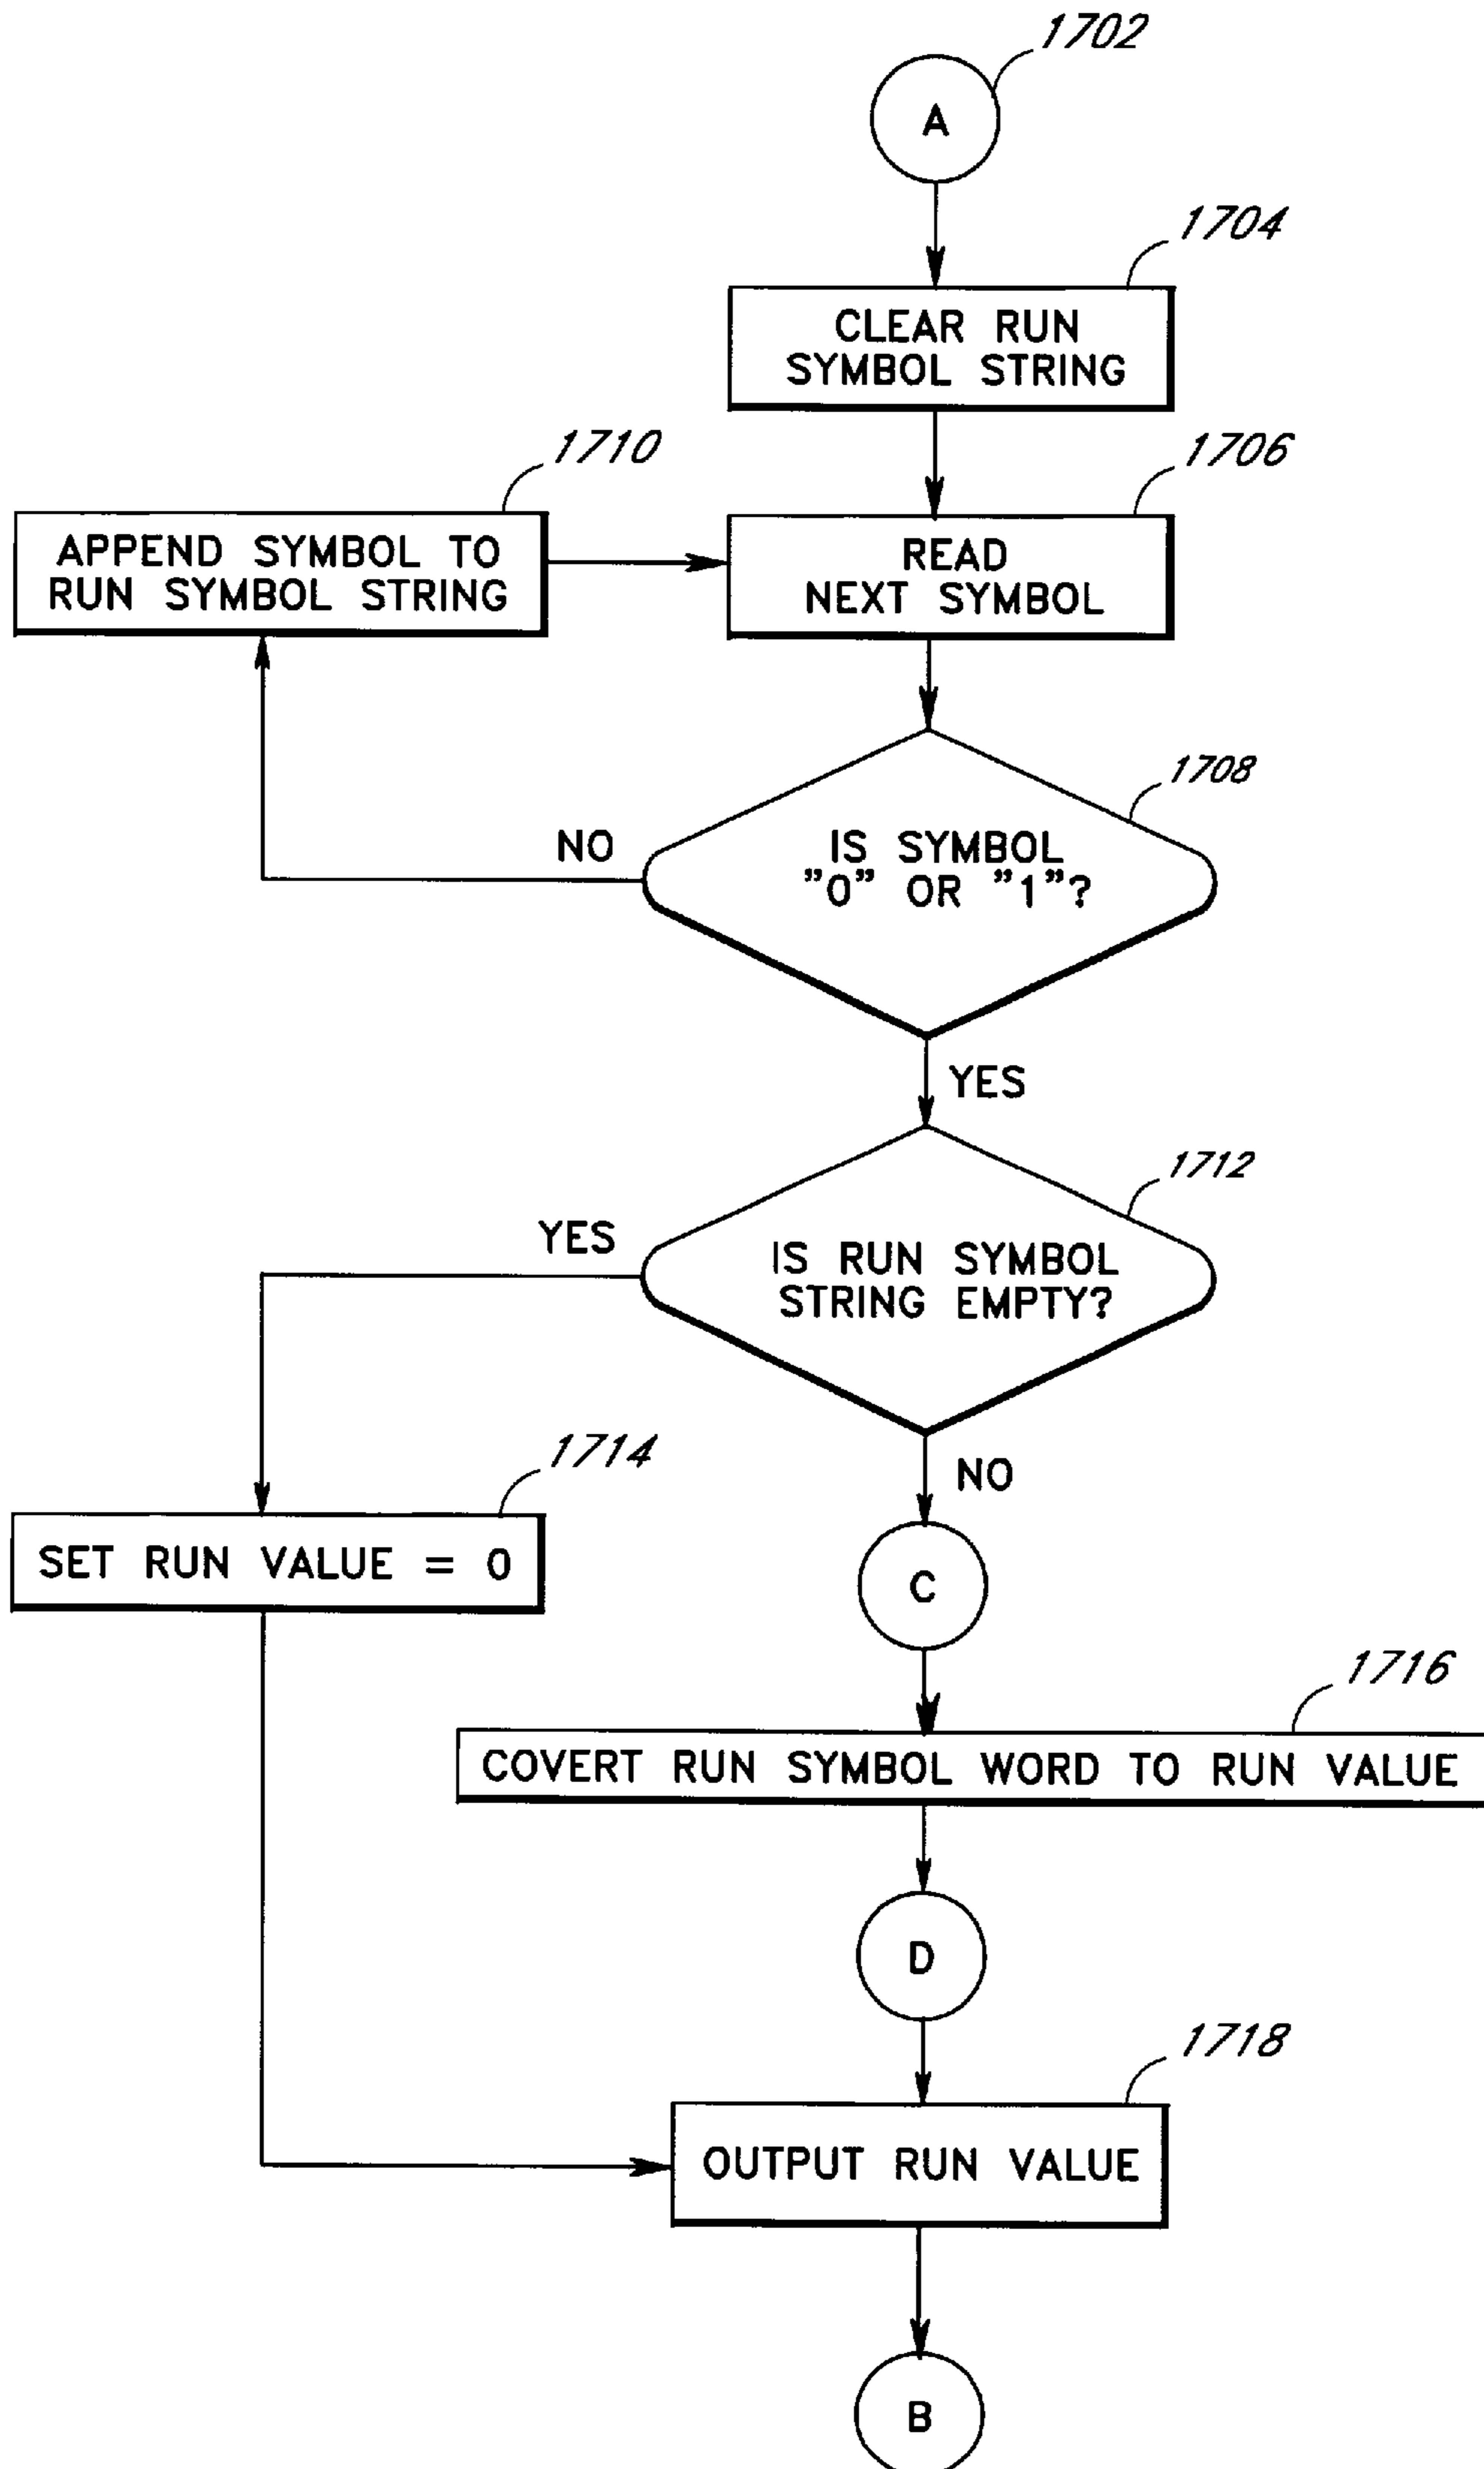 1702
A
1704
CLEAR RUN
SYMBOL STRING
1710
1706
APPEND SYMBOL TO
RUN SYMBOL STRING
READ
NEXT SYMBOL
1708
NO
IS SYMBOL
"0" OR "1"?
YES
1712
YES
IS RUN SYMBOL
STRING EMPTY?
1714
NO
SET RUN VALUE = 0
C
1716
COVERT RUN SYMBOL WORD TO RUN VALUE
D
1718
OUTPUT RUN VALUE
B